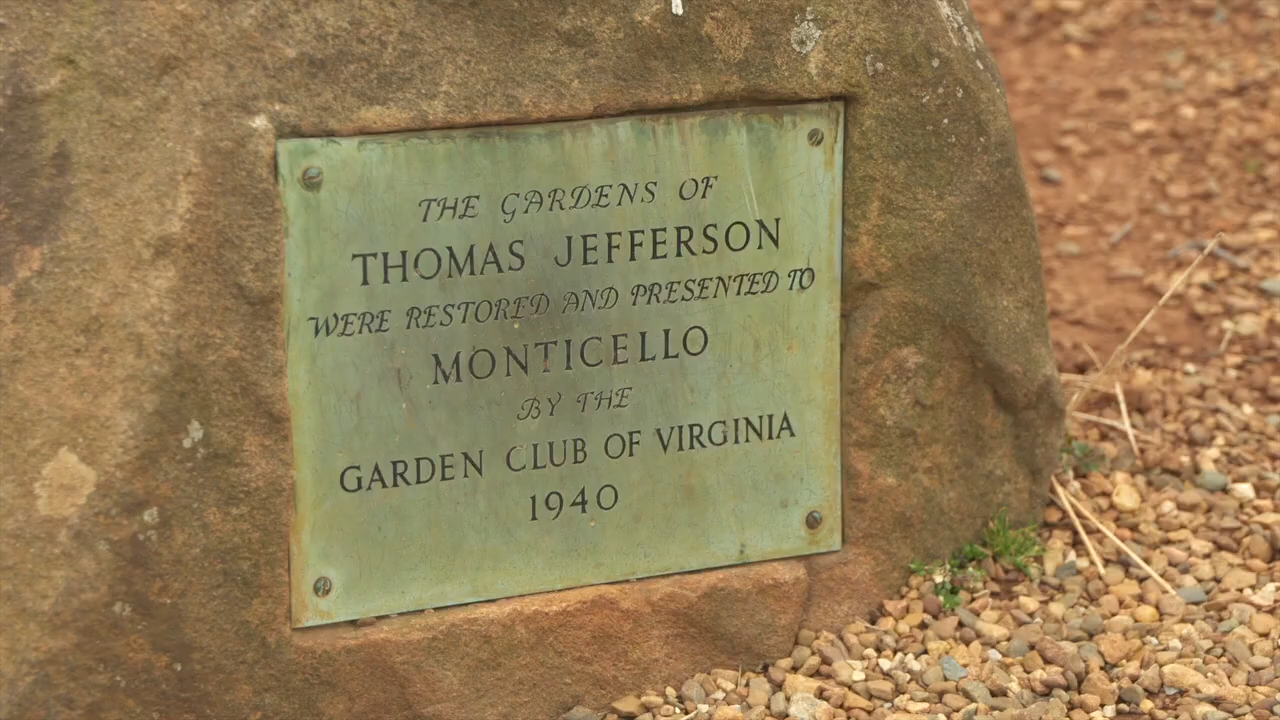 THE GARDENS OF
THOMAS JEFFERSON
WERE RESTORED AND PRESENTED TO
MONTICELLO
BY THE
GARDEN CLUB OF VIRGINIA
1940